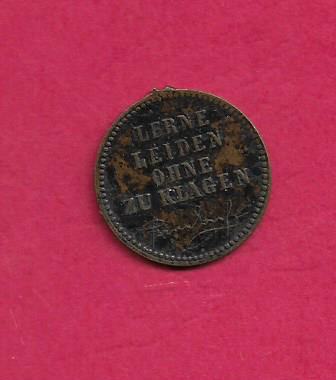 LERNE
LEIDEN
OHNE
ZU KLAGEN